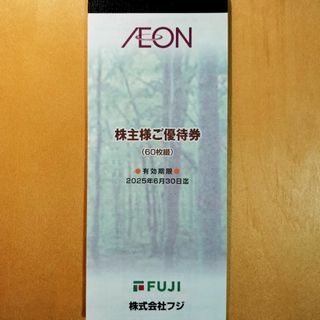 ÆON
株主様ご優待券
(60枚綴)
●有効期限●
2025年6月30日迄
FUJI
株式会社フジ